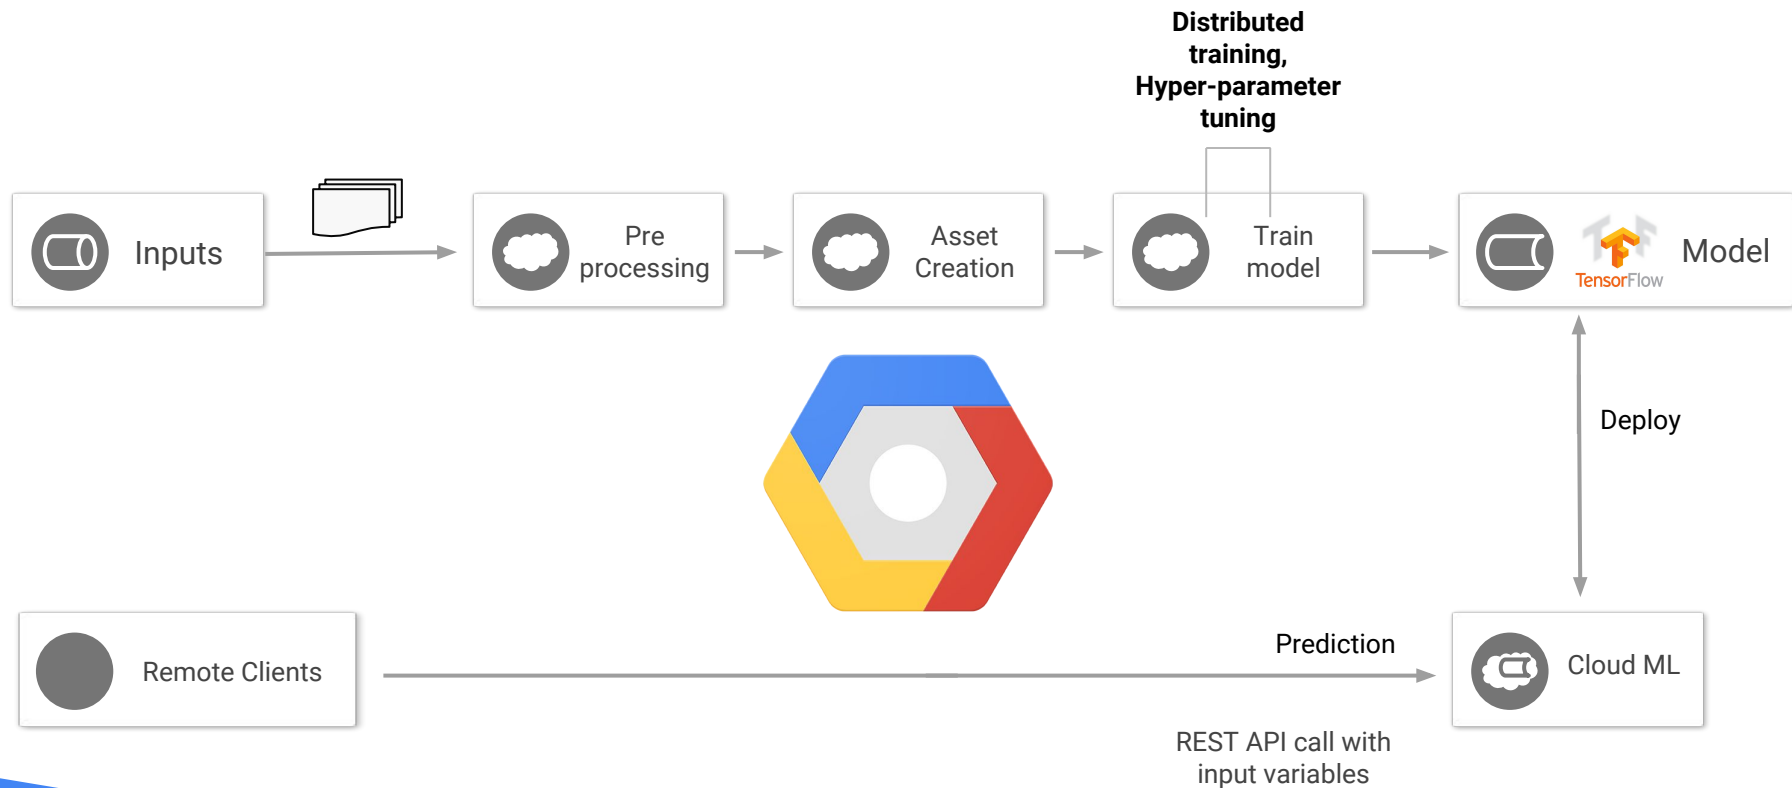 Distributed
training,
Hyper-parameter
tuning
Inputs
Pre
processing
Asset
Creation
Train
model
TensorFlow
Model
Deploy
Remote Clients
Prediction
Cloud ML
REST API call with
input variables